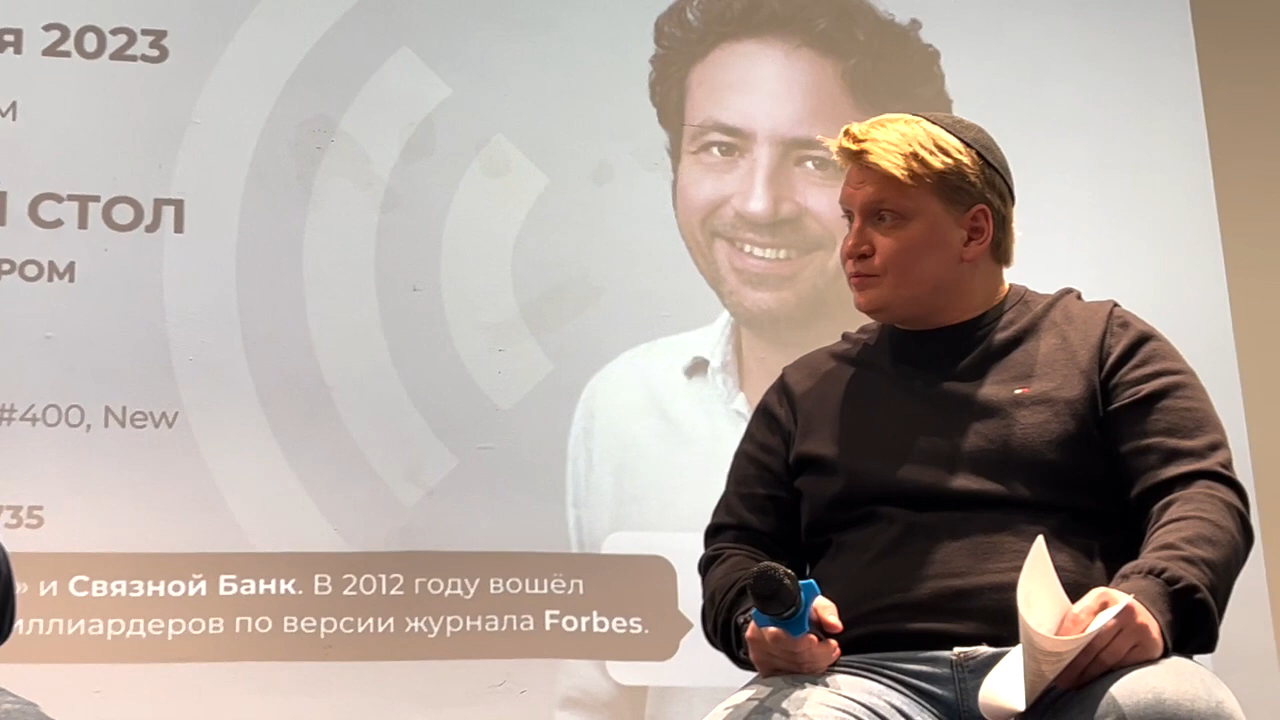 я 2023
м
СТОЛ
РОМ
#400, New
735
» и Связной Банк. В 2012 году вошёл
иллиардеров по версии журнала Forbes.